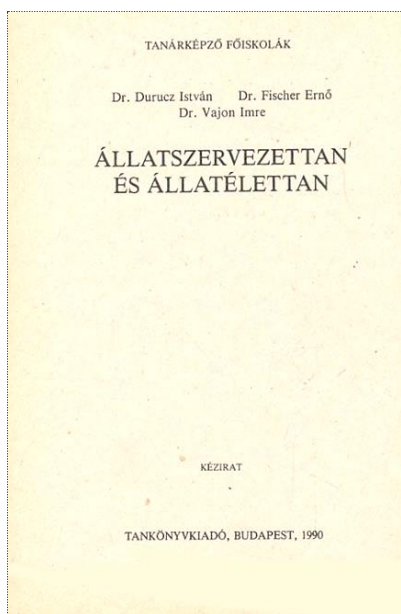 TANÁRKÉPZŐ FŐISKOLÁK
Dr. Durucz István Dr. Fischer Ernő
Dr. Vajon Imre
ÁLLATSZERVEZETTAN
ÉS ÁLLATÉLETTAN
KÉZIRAT
TANKÖNYVKIADÓ, BUDAPEST, 1990